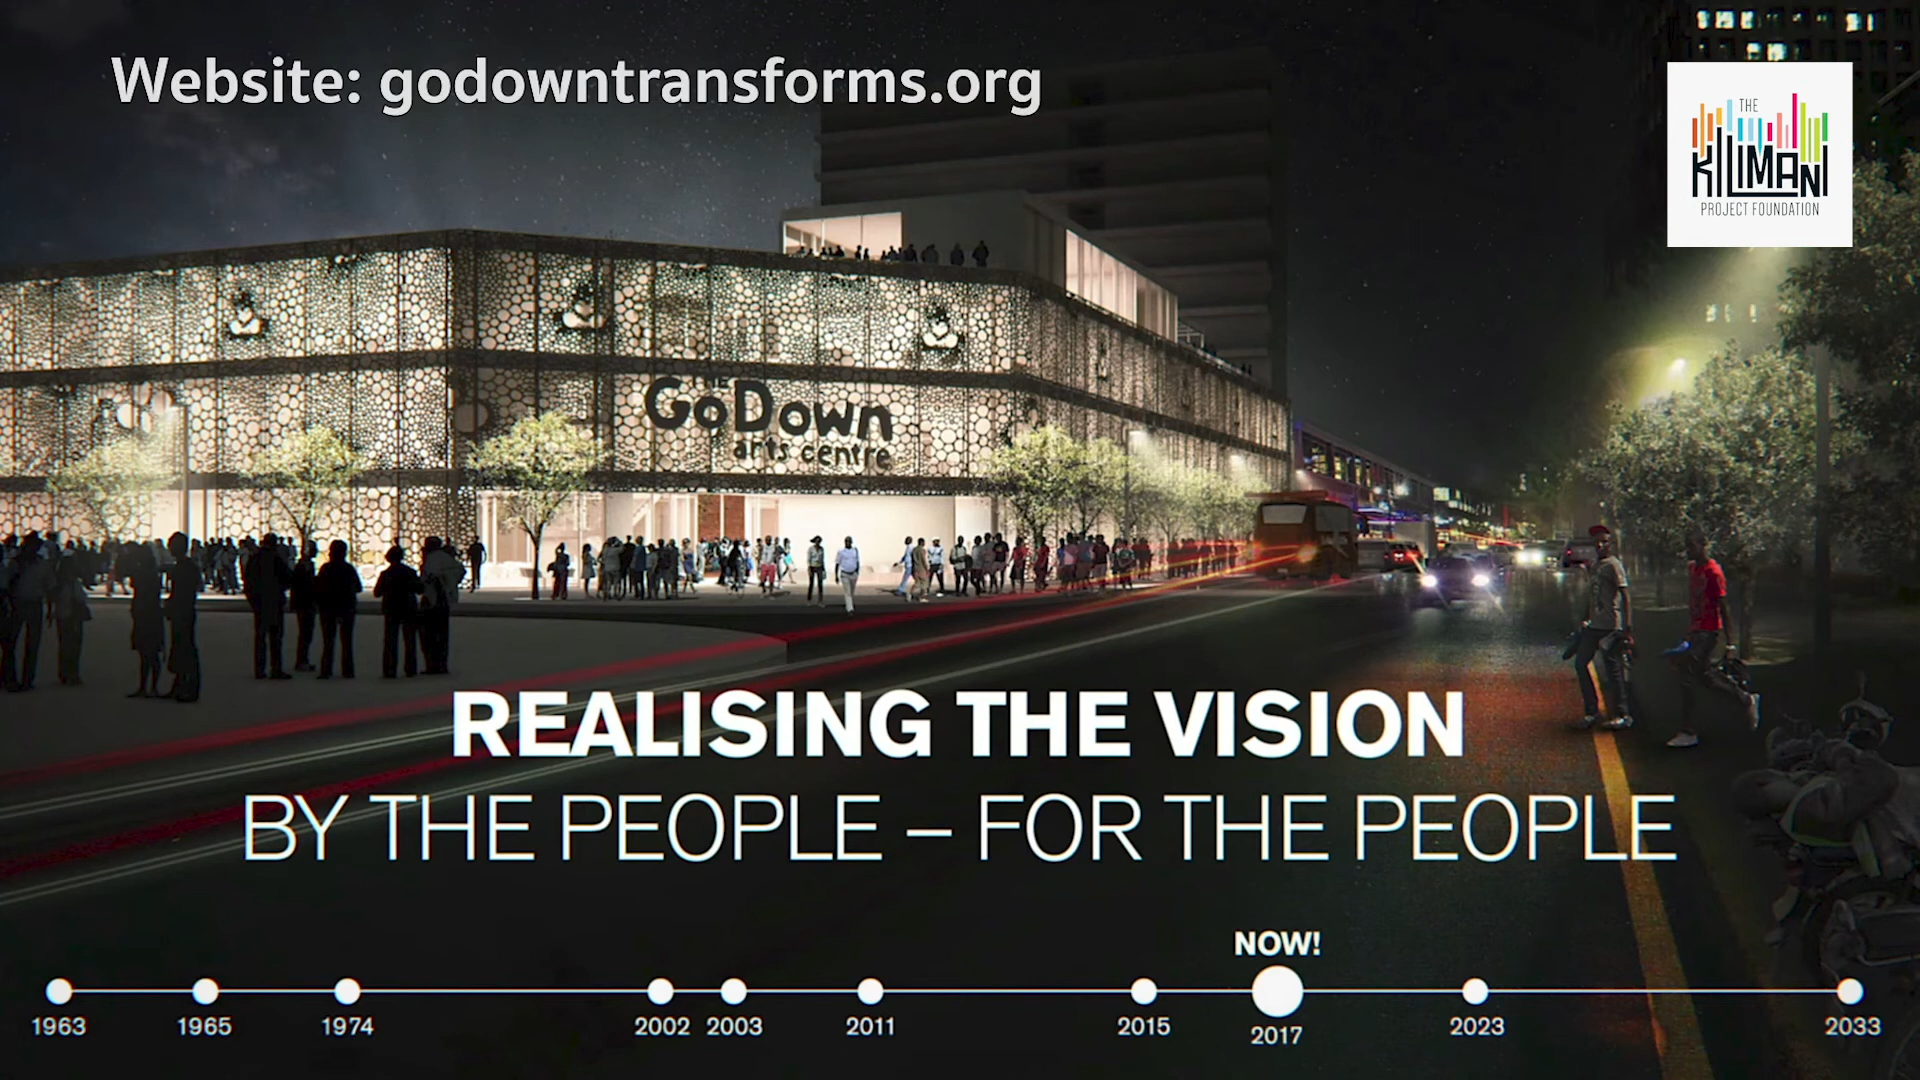 Website: godowntransforms.org
THE
KILIMANI
PROJECT FOUNDATION
THE
GoDown
arts centre
REALISING THE VISION
BY THE PEOPLE – FOR THE PEOPLE
NOW!
1963 1965 1974 2002 2003 2011 2015 2017 2023 2033